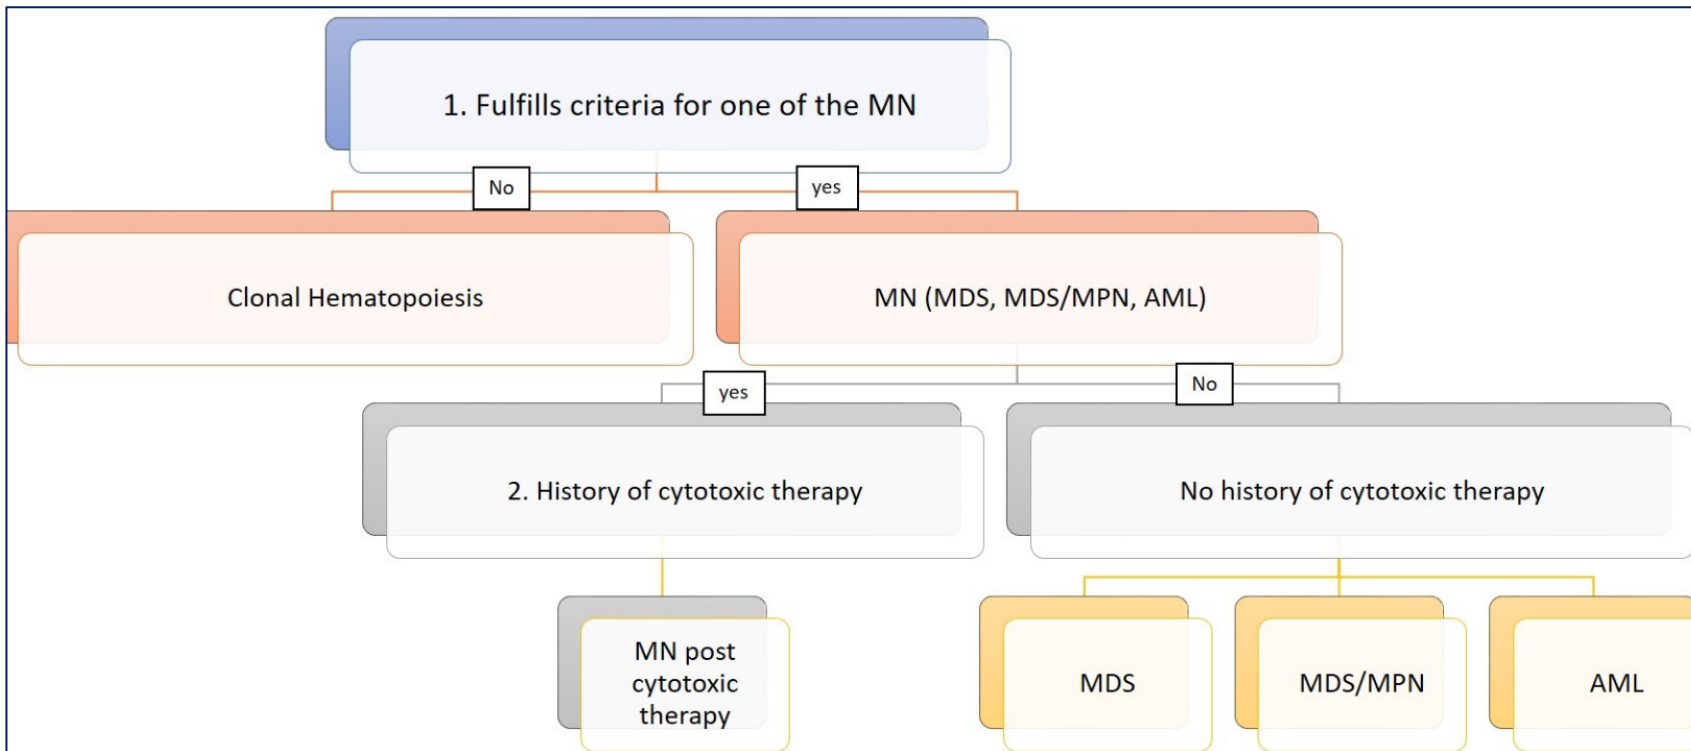 1. Fulfills criteria for one of the MN
No
yes
Clonal Hematopoiesis
MN (MDS, MDS/MPN, AML)
yes
No
2. History of cytotoxic therapy
No history of cytotoxic therapy
MN post
cytotoxic
therapy
MDS
MDS/MPN
AML